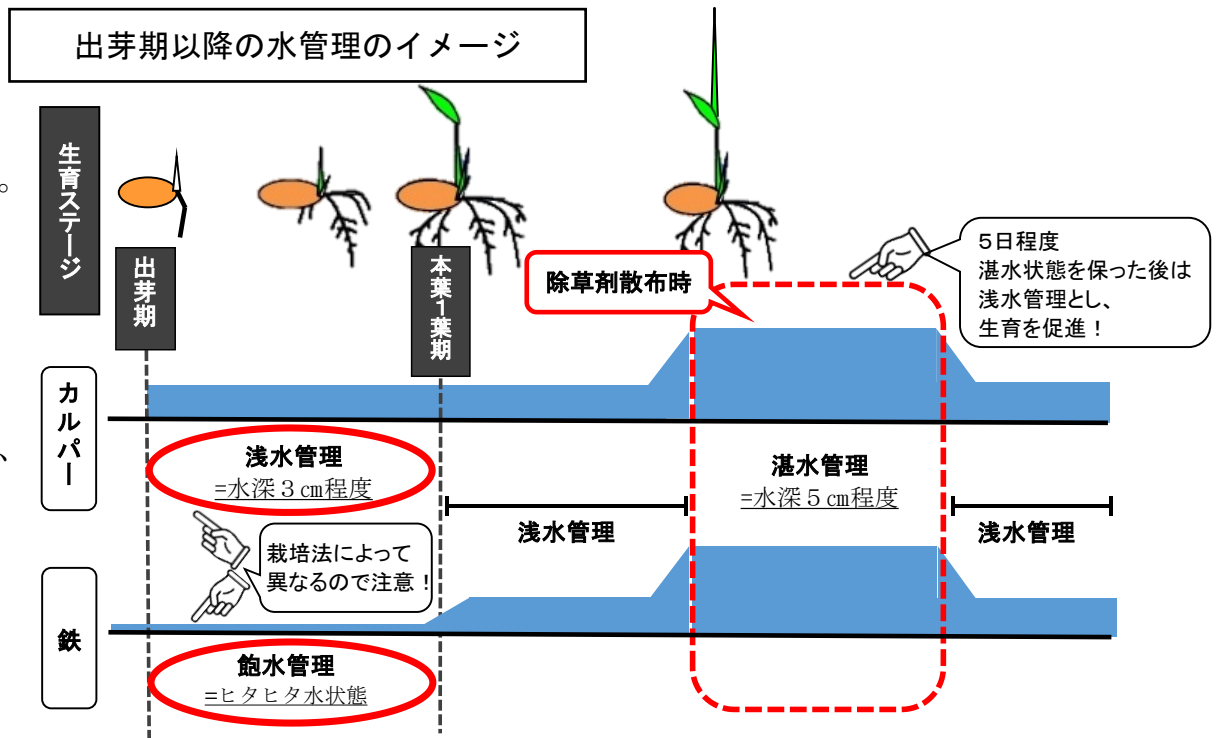 出芽期以降の水管理のイメージ
。
生育ステージ
出芽期
本葉1葉期
除草剤散布時
5日程度
湛水状態を保った後は
浅水管理とし、
生育を促進！
カルパー
、
浅水管理
=水深３㎝程度
湛水管理
=水深５㎝程度
浅水管理
浅水管理
栽培法によって
異なるので注意！
鉄
飽水管理
=ヒタヒタ水状態